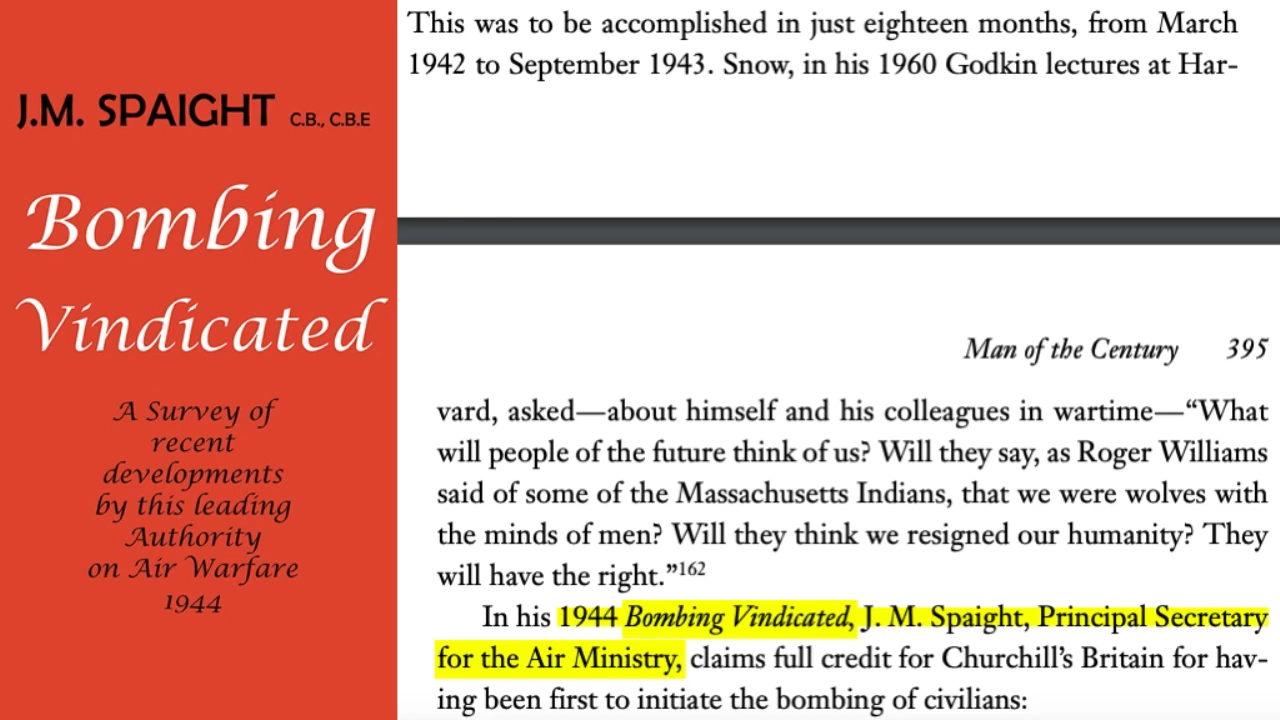 J.M. SPAIGHT C.B., C.B.E
Bombing
Vindicated
A Survey of
recent
developments
by this leading
Authority
on Air Warfare
1944
This was to be accomplished in just eighteen months, from March
1942 to September 1943. Snow, in his 1960 Godkin lectures at Har-
Man of the Century 395
vard, asked—about himself and his colleagues in wartime—“What
will people of the future think of us? Will they say, as Roger Williams
said of some of the Massachusetts Indians, that we were wolves with
the minds of men? Will they think we resigned our humanity? They
will have the right.”162
In his 1944 Bombing Vindicated, J. M. Spaight, Principal Secretary
for the Air Ministry, claims full credit for Churchill’s Britain for hav-
ing been first to initiate the bombing of civilians: